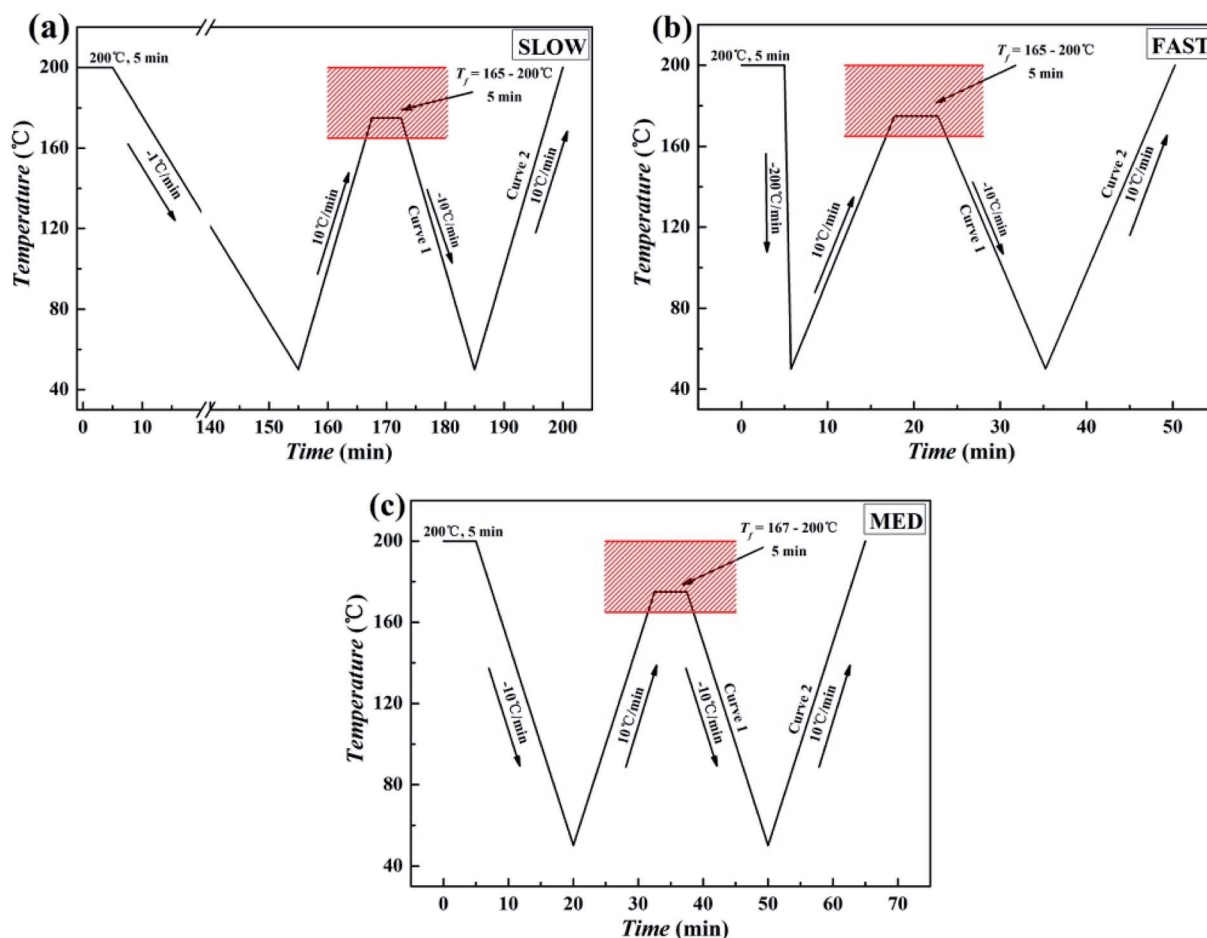 (a)
SLOW
200℃, 5 min
T_f = 165 - 200℃
5 min
-1℃/min
10℃/min
-10℃/min
Curve 1
Curve 2
10℃/min
Temperature (℃)
200
160
120
80
40
0 10 140 150 160 170 180 190 200
Time (min)
(b)
FAST
200℃, 5 min
T_f = 165 - 200℃
5 min
-200℃/min
10℃/min
-10℃/min
Curve 1
Curve 2
10℃/min
Temperature (℃)
200
160
120
80
40
0 10 20 30 40 50
Time (min)
(c)
MED
200℃, 5 min
T_f = 167 - 200℃
5 min
-10℃/min
10℃/min
-10℃/min
Curve 1
Curve 2
10℃/min
Temperature (℃)
200
160
120
80
40
0 10 20 30 40 50 60 70
Time (min)